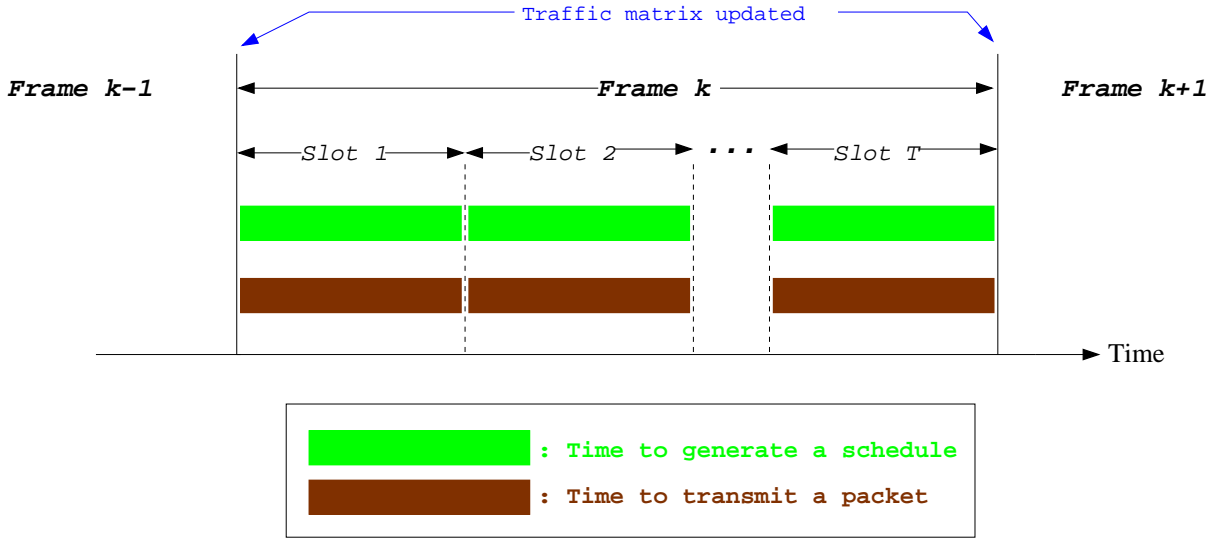 Traffic matrix updated
Frame k-1
Frame k
Frame k+1
Slot 1
Slot 2
...
Slot T
Time
: Time to generate a schedule
: Time to transmit a packet